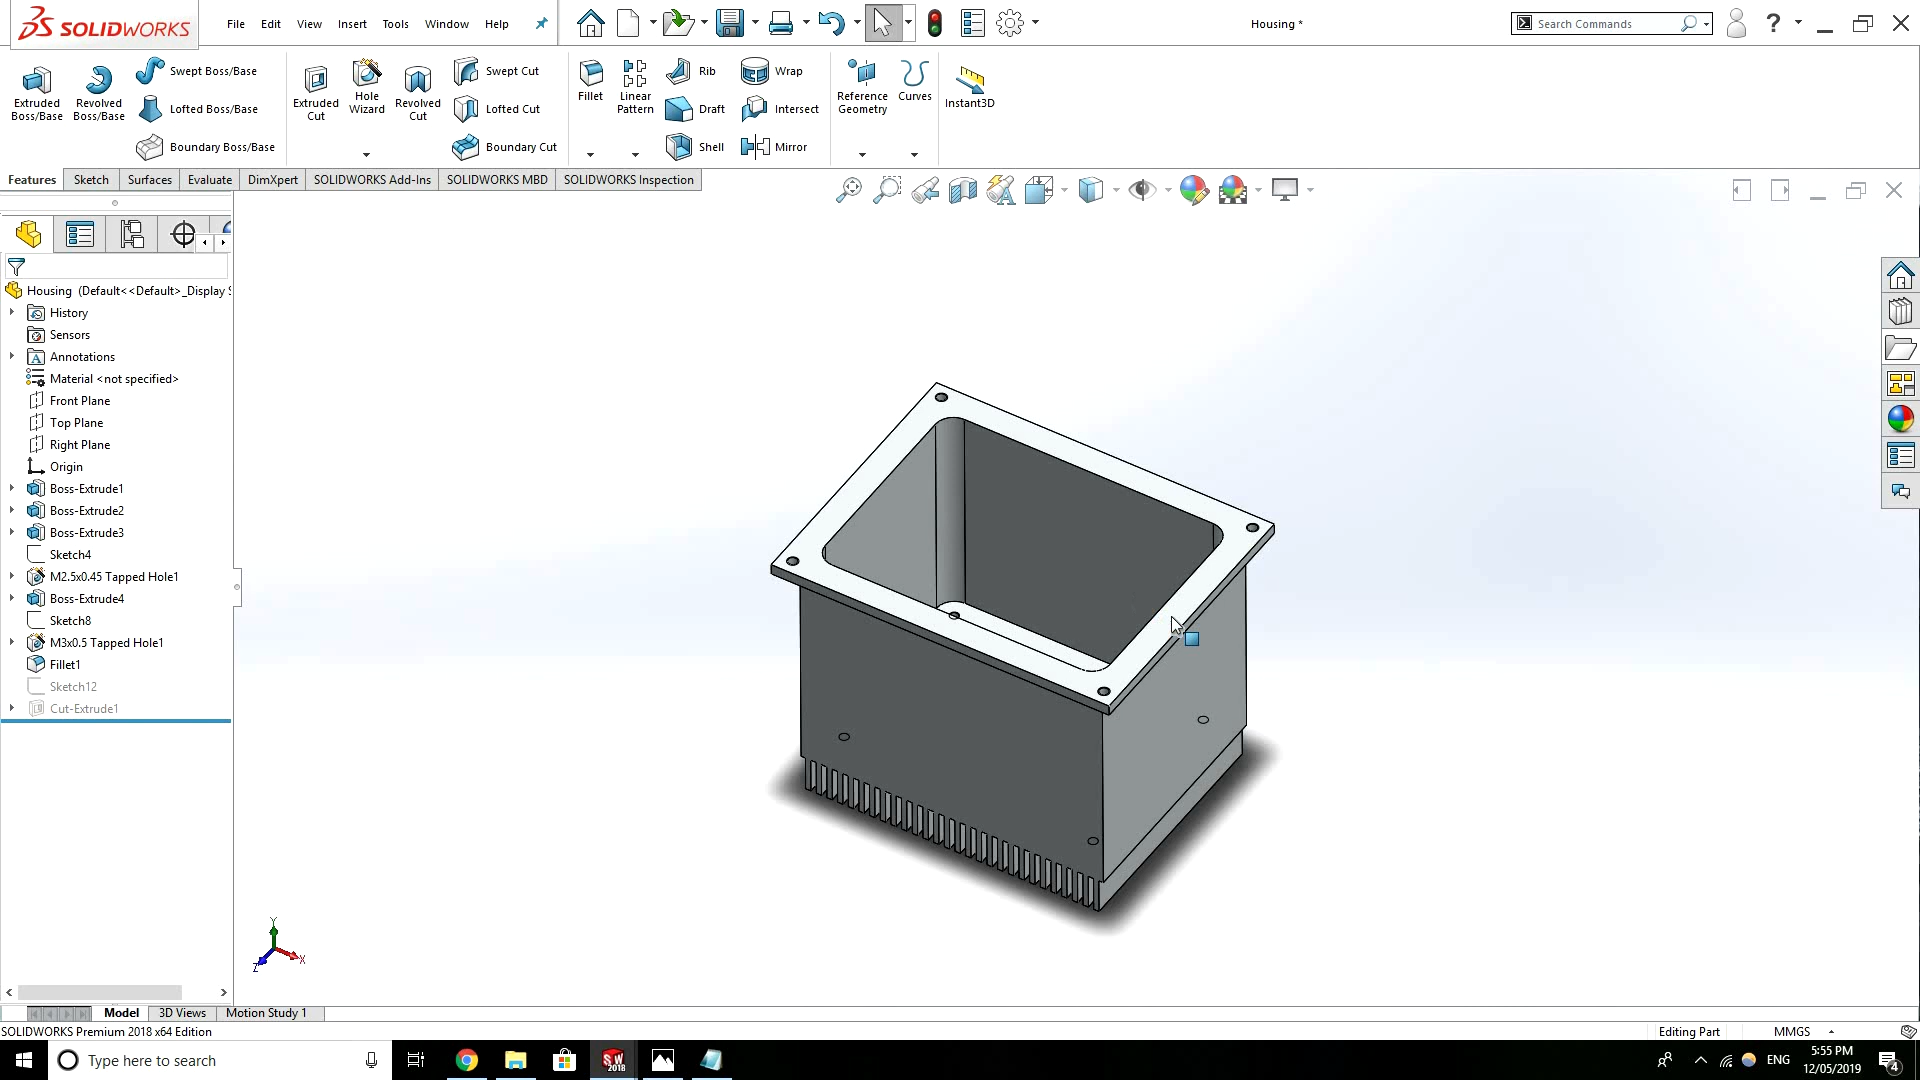 SOLIDWORKS
File Edit View Insert Tools Window Help
Housing *
Search Commands
?
Extruded Boss/Base
Revolved Boss/Base
Swept Boss/Base
Lofted Boss/Base
Boundary Boss/Base
Extruded Cut
Hole Wizard
Revolved Cut
Swept Cut
Lofted Cut
Boundary Cut
Fillet
Linear Pattern
Rib
Draft
Shell
Wrap
Intersect
Mirror
Reference Geometry
Curves
Instant3D
Features Sketch Surfaces Evaluate DimXpert SOLIDWORKS Add-Ins SOLIDWORKS MBD SOLIDWORKS Inspection
Housing (Default<<Default>_Display S
History
Sensors
Annotations
Material <not specified>
Front Plane
Top Plane
Right Plane
Origin
Boss-Extrude1
Boss-Extrude2
Boss-Extrude3
Sketch4
M2.5x0.45 Tapped Hole1
Boss-Extrude4
Sketch8
M3x0.5 Tapped Hole1
Fillet1
Sketch12
Cut-Extrude1
Y
X
Z
Model 3D Views Motion Study 1
SOLIDWORKS Premium 2018 x64 Edition
Editing Part
MMGS
Type here to search
SW 2018
ENG
5:55 PM
12/05/2019
4